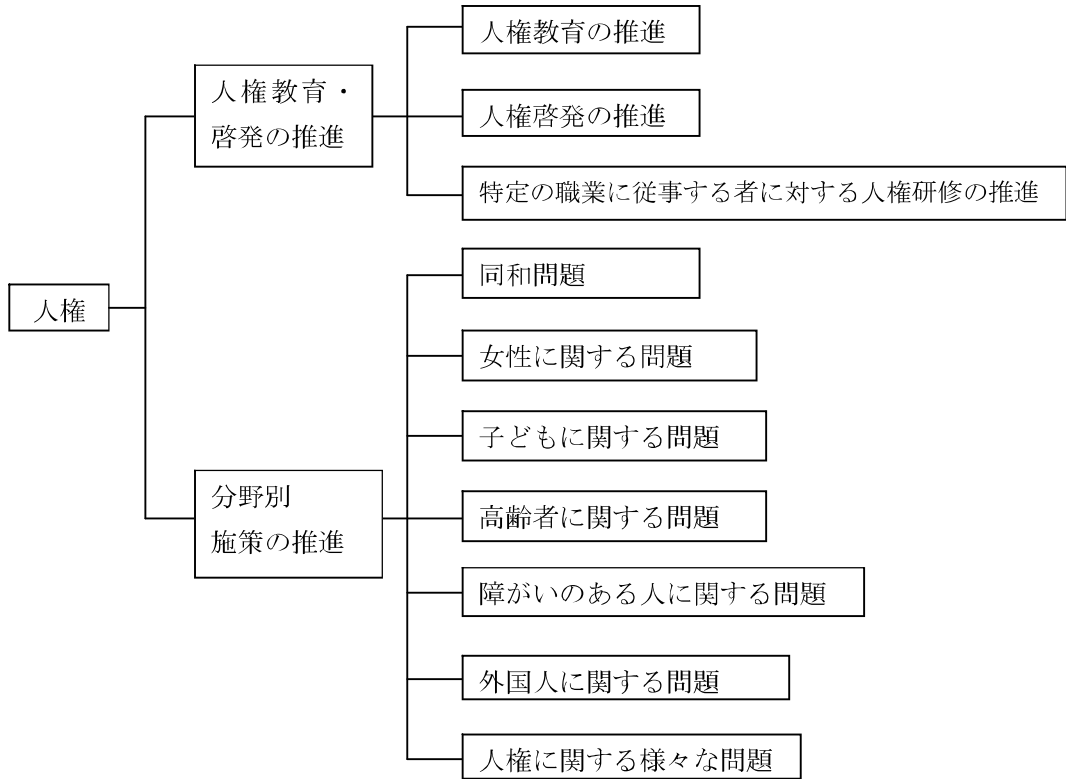 人権
人権教育・
啓発の推進
人権教育の推進
人権啓発の推進
特定の職業に従事する者に対する人権研修の推進
分野別
施策の推進
同和問題
女性に関する問題
子どもに関する問題
高齢者に関する問題
障がいのある人に関する問題
外国人に関する問題
人権に関する様々な問題